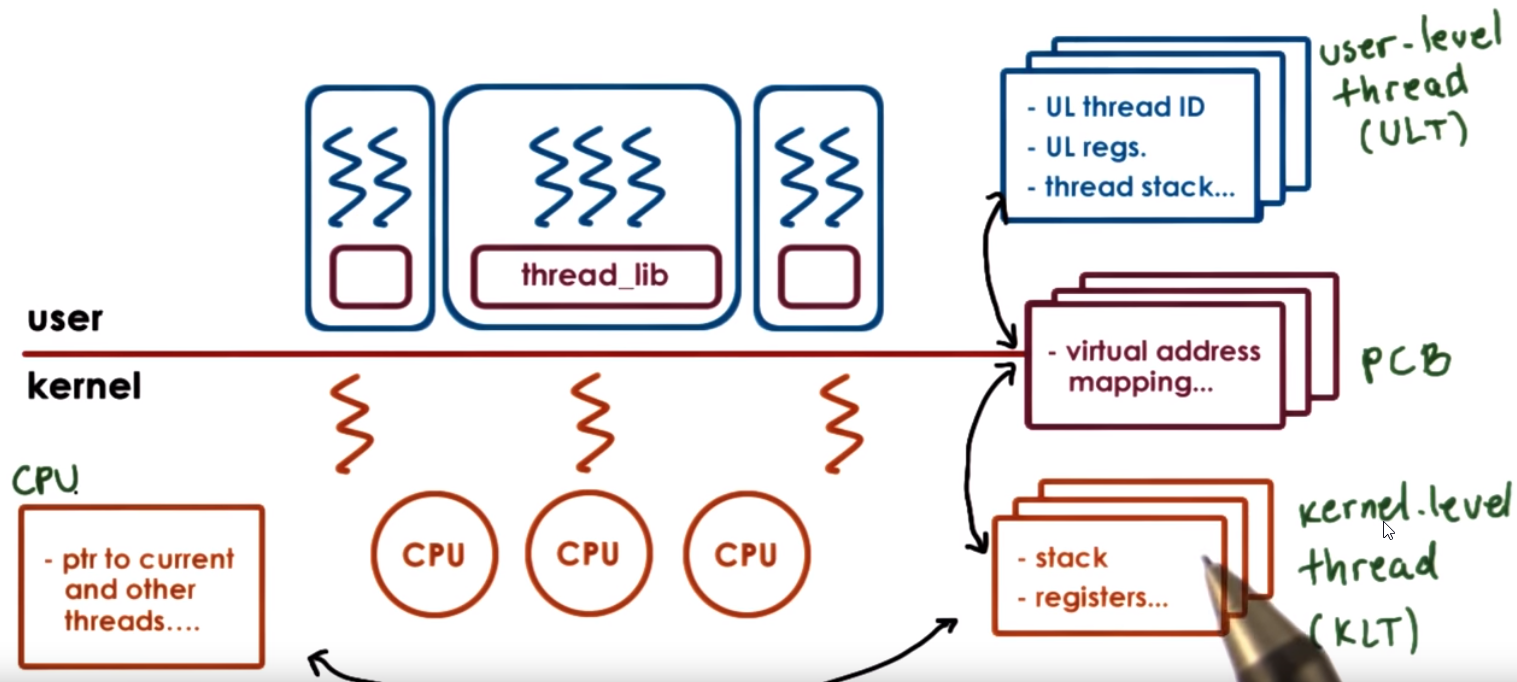 user-level
thread
(ULT)
- UL thread ID
- UL regs.
- thread stack...
thread_lib
user
kernel
- virtual address
mapping...
PCB
CPU
- ptr to current
and other
threads....
CPU
CPU
CPU
- stack
- registers...
kernel-level
thread
(KLT)